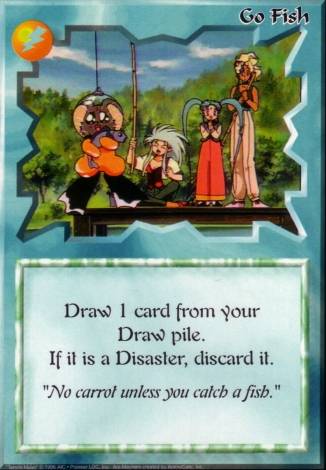 Go Fish
Draw 1 card from your
Draw pile.
If it is a Disaster, discard it.
"No carrot unless you catch a fish."